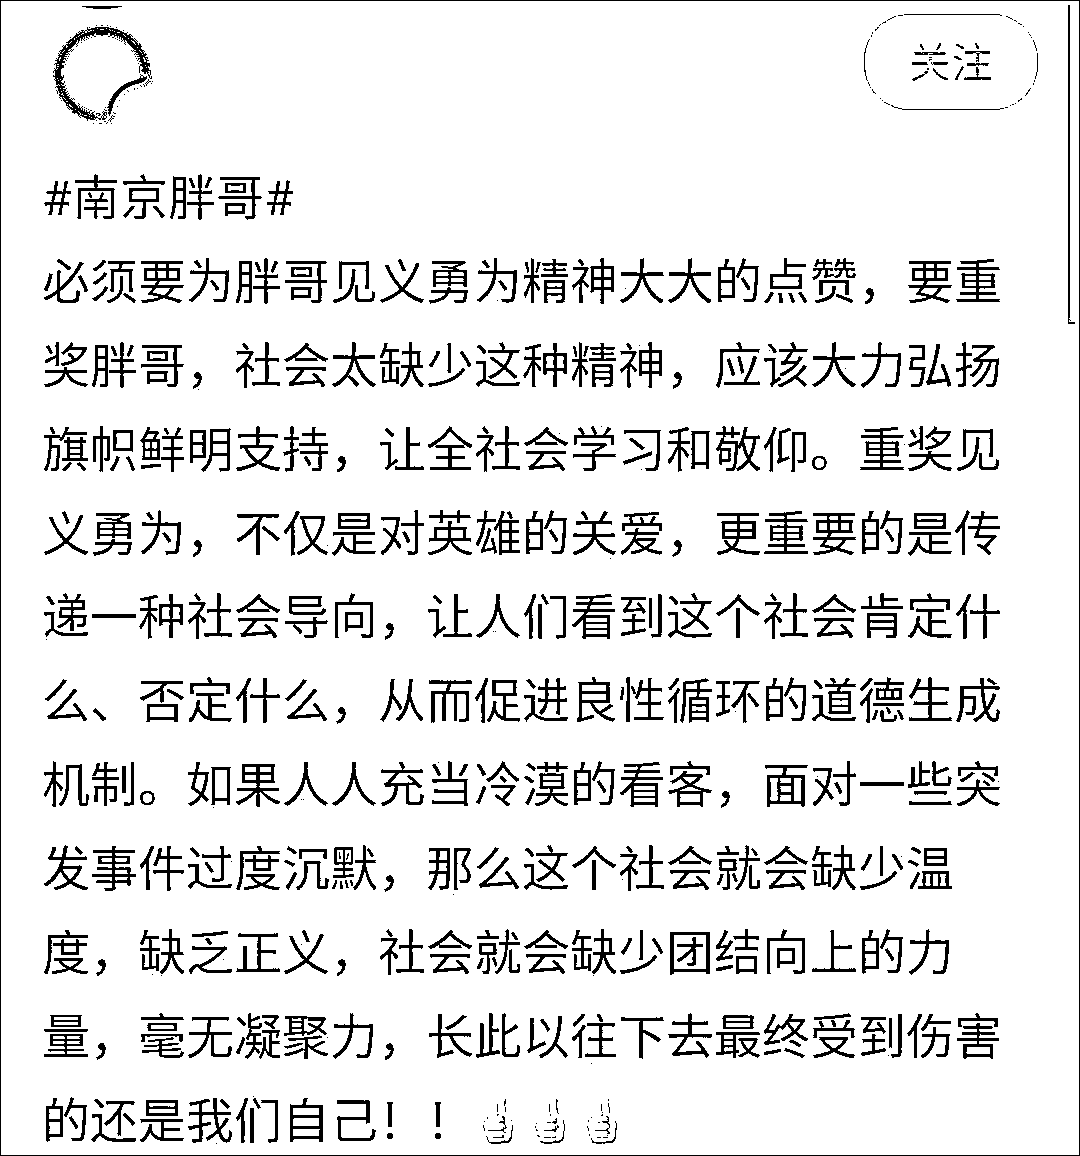 关注
#南京胖哥#
必须要为胖哥见义勇为精神大大的点赞，要重
奖胖哥，社会太缺少这种精神，应该大力弘扬
旗帜鲜明支持，让全社会学习和敬仰。重奖见
义勇为，不仅是对英雄的关爱，更重要的是传
递一种社会导向，让人们看到这个社会肯定什
么、否定什么，从而促进良性循环的道德生成
机制。如果人人充当冷漠的看客，面对一些突
发事件过度沉默，那么这个社会就会缺少温
度，缺乏正义，社会就会缺少团结向上的力
量，毫无凝聚力，长此以往下去最终受到伤害
的还是我们自己！！